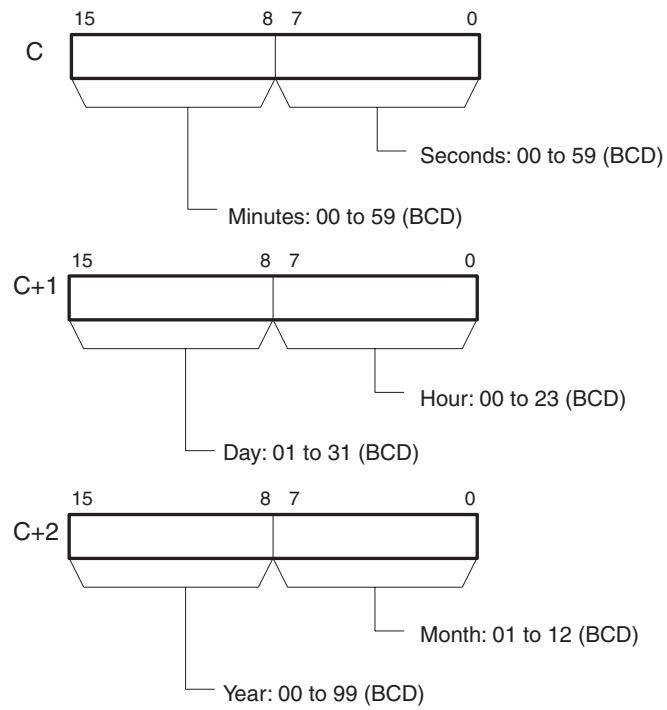 15 8 7 0
C
Seconds: 00 to 59 (BCD)
Minutes: 00 to 59 (BCD)
15 8 7 0
C+1
Hour: 00 to 23 (BCD)
Day: 01 to 31 (BCD)
15 8 7 0
C+2
Month: 01 to 12 (BCD)
Year: 00 to 99 (BCD)